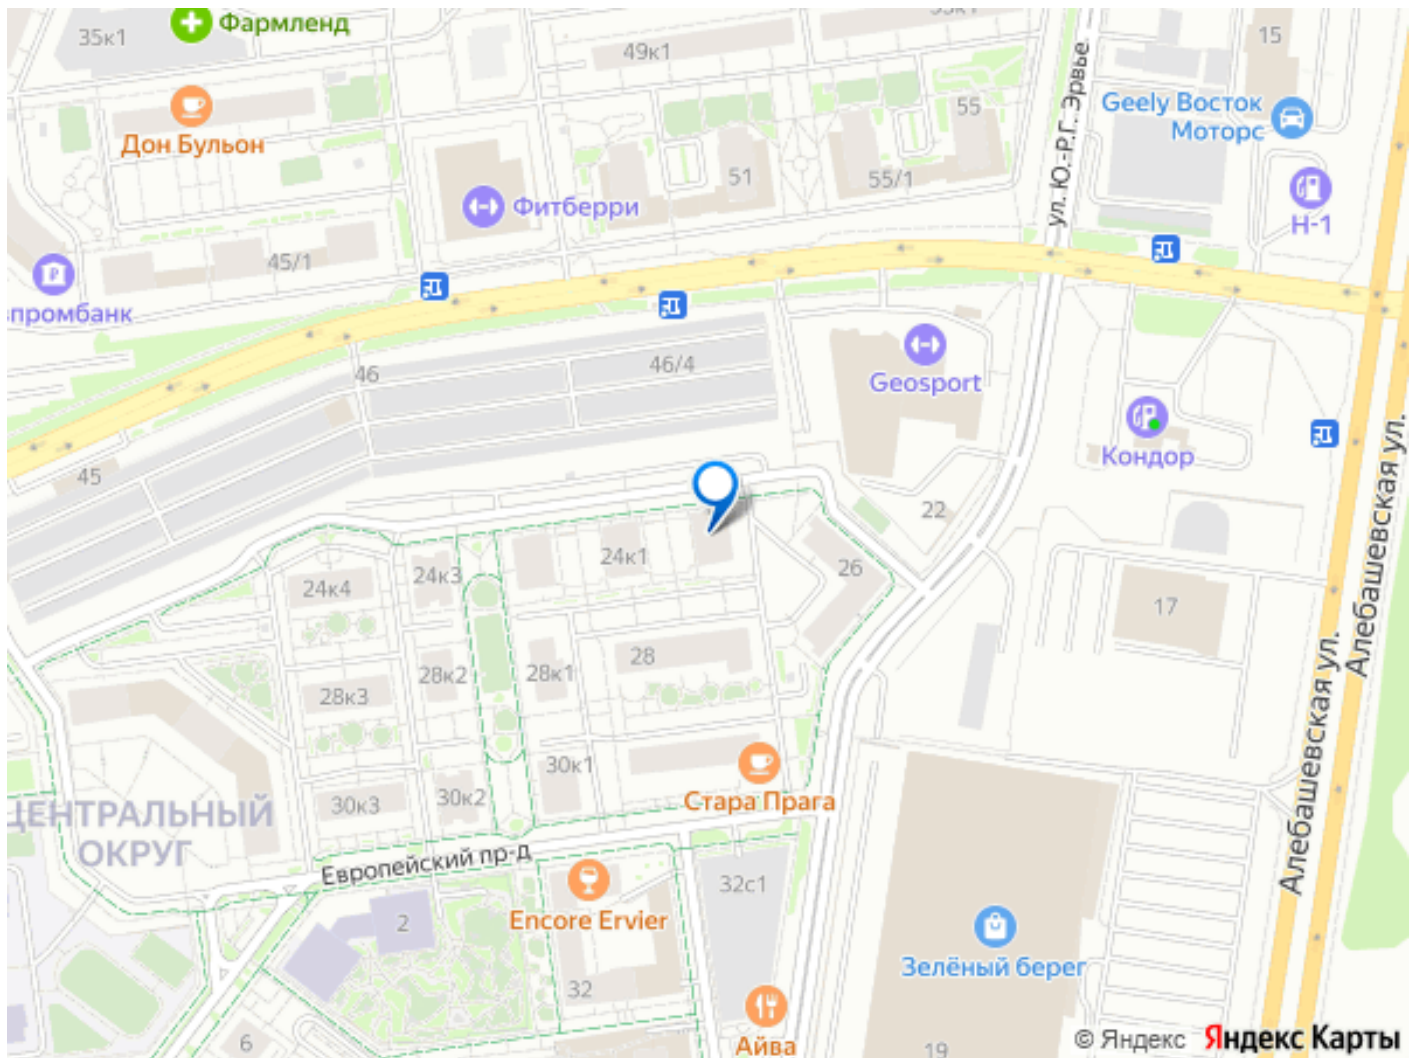 35к1
Фармленд
49к1
15
Geely Восток
Моторс
55
Дон Бульон
51
55/1
ул. Ю.-Р.Г. Эрвье
Фитберри
Н-1
45/1
промбанк
46
46/4
Geosport
Кондор
45
22
Алебашевская ул.
24к1
26
24к3
24к4
17
28
28к1
28к2
28к3
Алебашевская ул.
30к1
30к2
30к3
Стара Прага
ЦЕНТРАЛЬНЫЙ
ОКРУГ
Европейский пр-д
32с1
2
Encore Ervier
Зелёный берег
32
6
Айва
19
© Яндекс Яндекс Карты